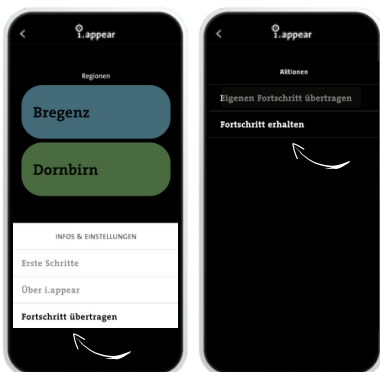 i.appear
Regionen
Bregenz
Dornbirn
INFOS & EINSTELLUNGEN
Erste Schritte
Über i.appear
Fortschritt übertragen
i.appear
Aktionen
Eigenen Fortschritt übertragen
Fortschritt erhalten